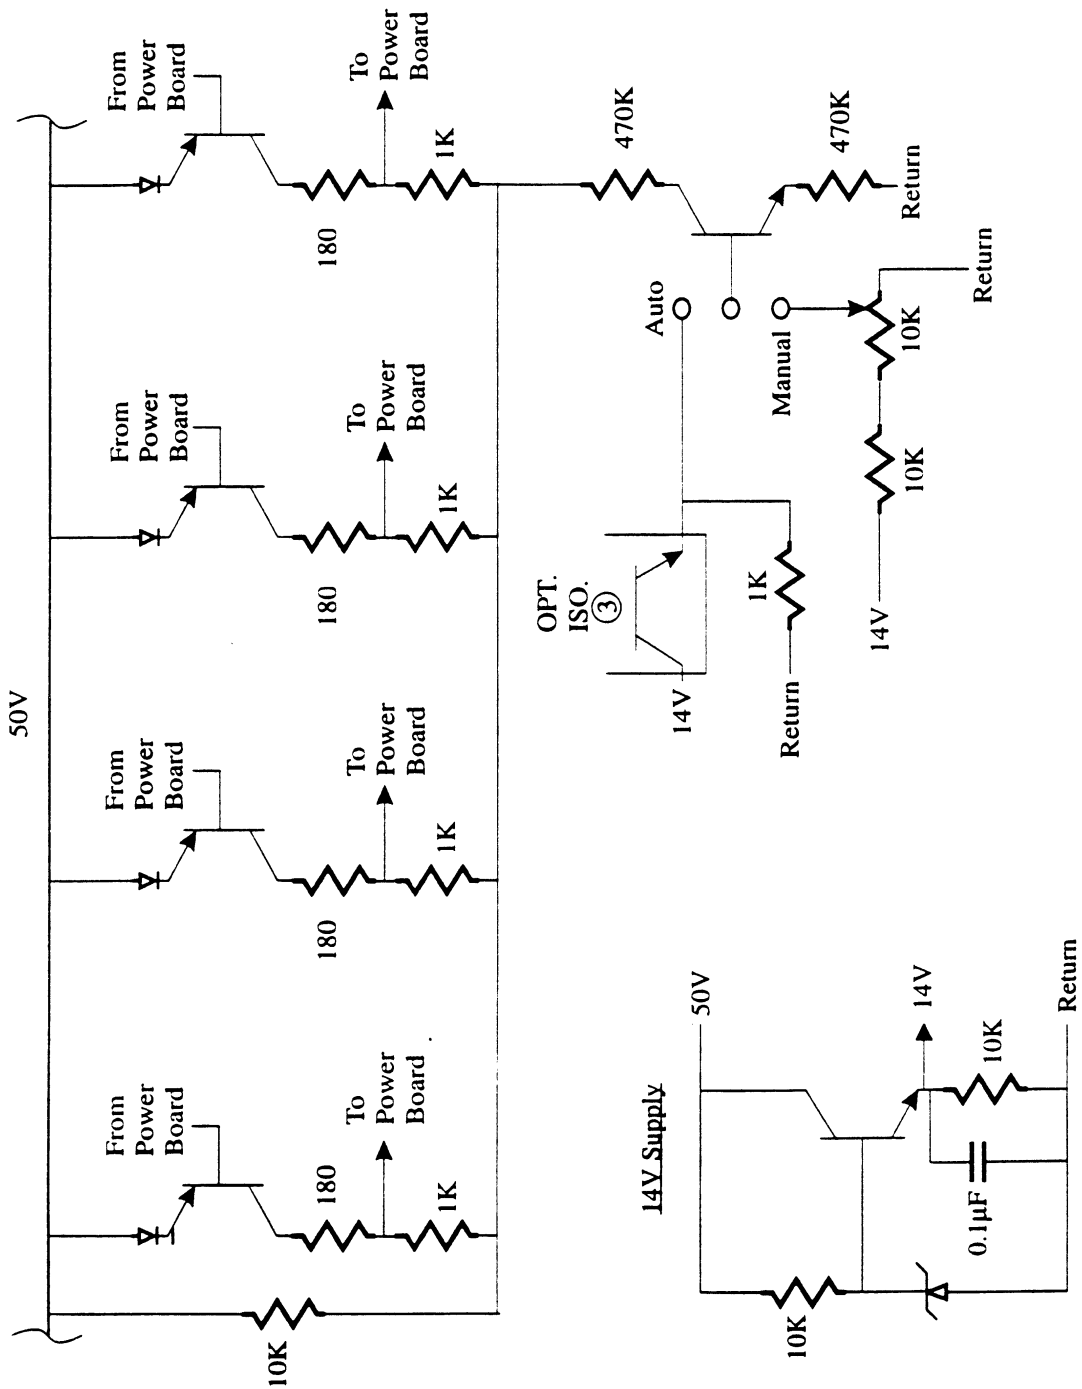 50V
From
Power
Board
From
Power
Board
From
Power
Board
From
Power
Board
180
180
180
180
To
Power
Board
To
Power
Board
To
Power
Board
To
Power
Board
10K
1K
1K
1K
1K
OPT.
ISO.
3
14V
Return
1K
Auto
Manual
470K
470K
Return
14V
10K
10K
Return
14V Supply
50V
10K
0.1µF
14V
10K
Return